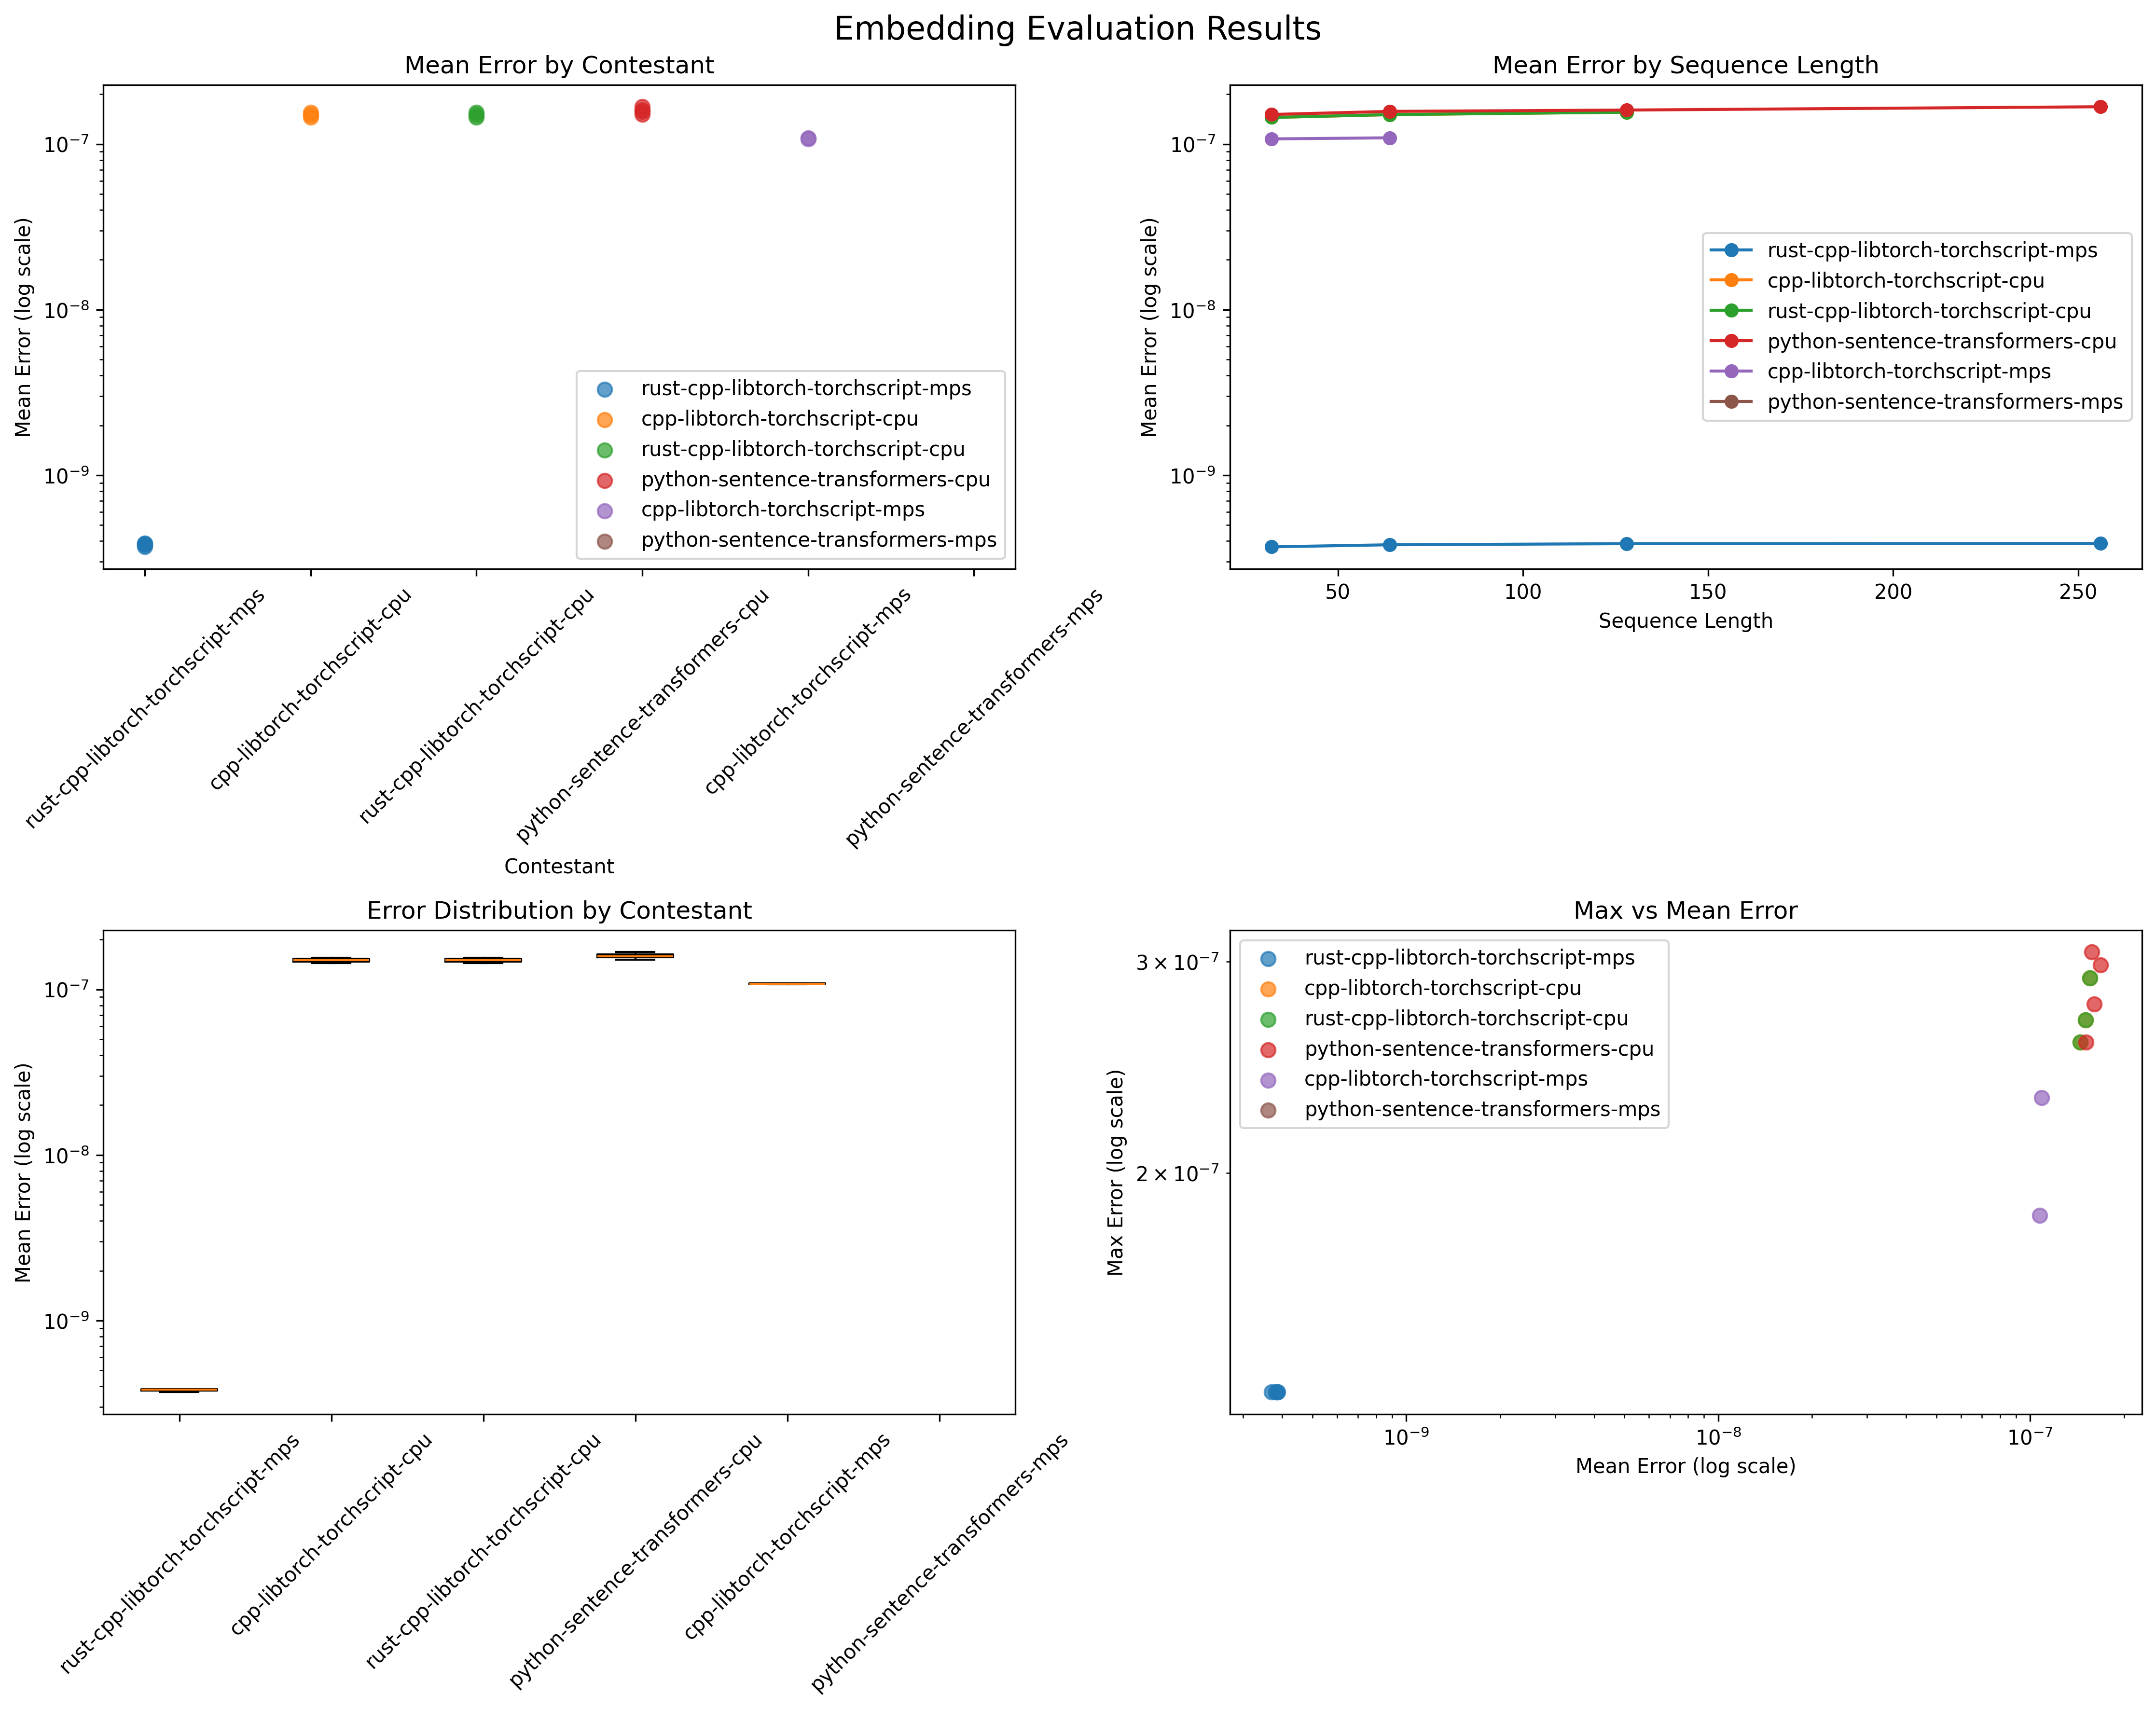 Embedding Evaluation Results
Mean Error by Contestant
Mean Error (log scale)
10⁻⁷
10⁻⁸
10⁻⁹
rust-cpp-libtorch-torchscript-mps
cpp-libtorch-torchscript-cpu
rust-cpp-libtorch-torchscript-cpu
python-sentence-transformers-cpu
cpp-libtorch-torchscript-mps
python-sentence-transformers-mps
rust-cpp-libtorch-torchscript-mps
cpp-libtorch-torchscript-cpu
rust-cpp-libtorch-torchscript-cpu
python-sentence-transformers-cpu
cpp-libtorch-torchscript-mps
python-sentence-transformers-mps
Contestant
Mean Error by Sequence Length
Mean Error (log scale)
10⁻⁷
10⁻⁸
10⁻⁹
rust-cpp-libtorch-torchscript-mps
cpp-libtorch-torchscript-cpu
rust-cpp-libtorch-torchscript-cpu
python-sentence-transformers-cpu
cpp-libtorch-torchscript-mps
python-sentence-transformers-mps
50 100 150 200 250
Sequence Length
Error Distribution by Contestant
Mean Error (log scale)
10⁻⁷
10⁻⁸
10⁻⁹
rust-cpp-libtorch-torchscript-mps
cpp-libtorch-torchscript-cpu
rust-cpp-libtorch-torchscript-cpu
python-sentence-transformers-cpu
cpp-libtorch-torchscript-mps
python-sentence-transformers-mps
Max vs Mean Error
Max Error (log scale)
3 × 10⁻⁷
2 × 10⁻⁷
rust-cpp-libtorch-torchscript-mps
cpp-libtorch-torchscript-cpu
rust-cpp-libtorch-torchscript-cpu
python-sentence-transformers-cpu
cpp-libtorch-torchscript-mps
python-sentence-transformers-mps
10⁻⁹ 10⁻⁸ 10⁻⁷
Mean Error (log scale)